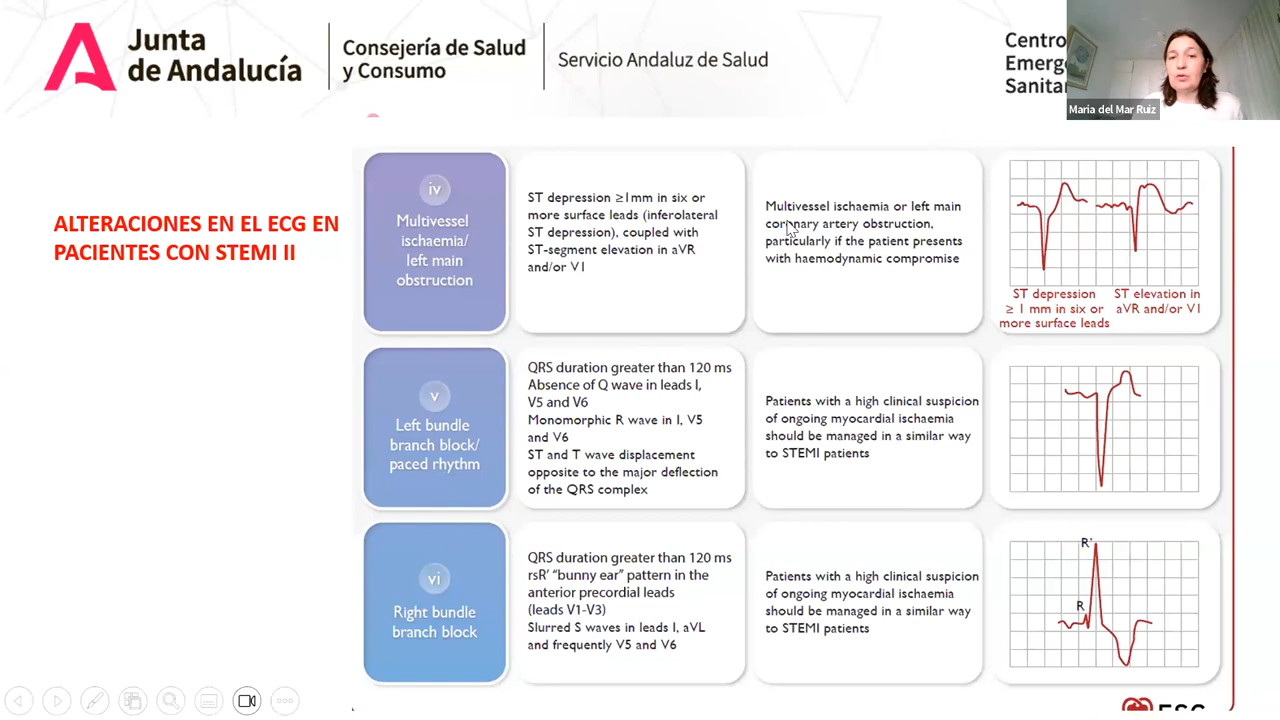 Junta
de Andalucía
Consejería de Salud
y Consumo
Servicio Andaluz de Salud
Centro
Sanitar
Maria del Mar Ruiz
ALTERACIONES EN EL ECG EN
PACIENTES CON STEMI II
iv
Multivessel
ischaemia/
left main
obstruction
ST depression ≥1mm in six or
more surface leads (inferolateral
ST depression), coupled with
ST-segment elevation in aVR
and/or V1
Multivessel ischaemia or left main
coronary artery obstruction,
particularly if the patient presents
with haemodynamic compromise
ST depression
≥ 1 mm in six or
more surface leads
ST elevation in
aVR and/or V1
v
Left bundle
branch block/
paced rhythm
QRS duration greater than 120 ms
Absence of Q wave in leads I,
V5 and V6
Monomorphic R wave in I, V5
and V6
ST and T wave displacement
opposite to the major deflection
of the QRS complex
Patients with a high clinical suspicion
of ongoing myocardial ischaemia
should be managed in a similar way
to STEMI patients
vi
Right bundle
branch block
QRS duration greater than 120 ms
rsR' “bunny ear” pattern in the
anterior precordial leads
(leads V1-V3)
Slurred S waves in leads I, aVL
and frequently V5 and V6
Patients with a high clinical suspicion
of ongoing myocardial ischaemia
should be managed in a similar way
to STEMI patients
R'
R
ESC